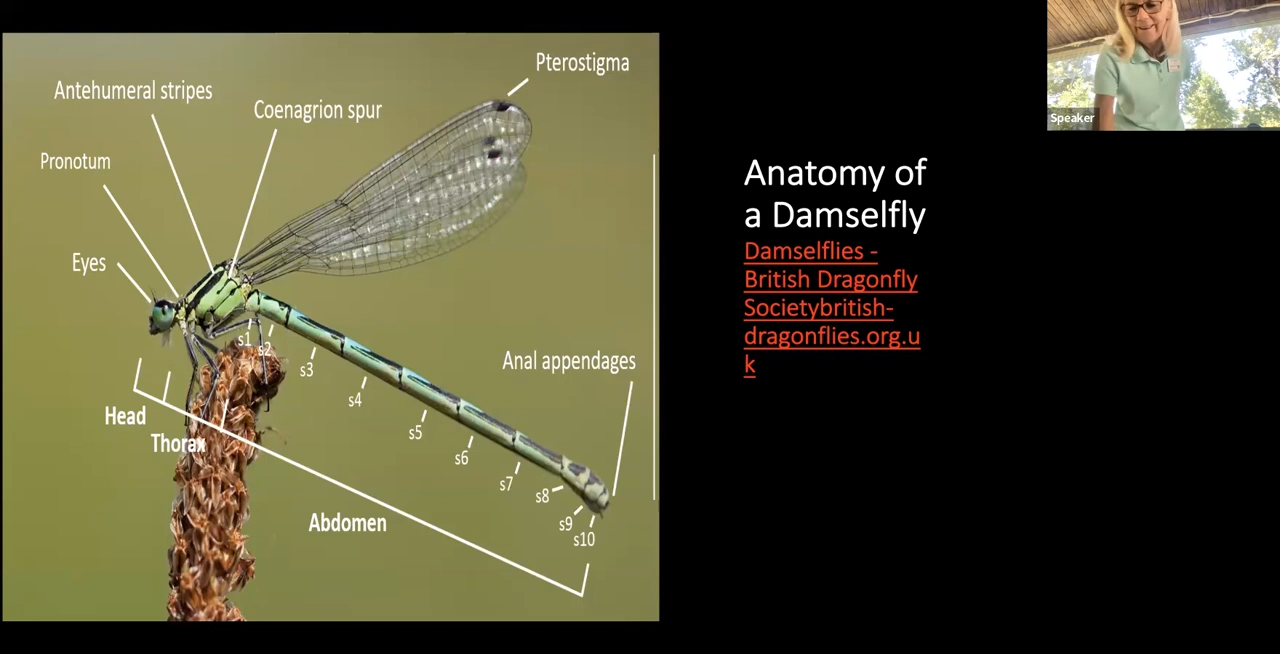 Pterostigma
Antehumeral stripes
Coenagrion spur
Pronotum
Eyes
s1
s2
s3
s4
s5
s6
s7
s8
s9
s10
Anal appendages
Head
Thorax
Abdomen
Anatomy of
a Damselfly
Damselflies -
British Dragonfly
Societybritish-
dragonflies.org.u
k
Speaker